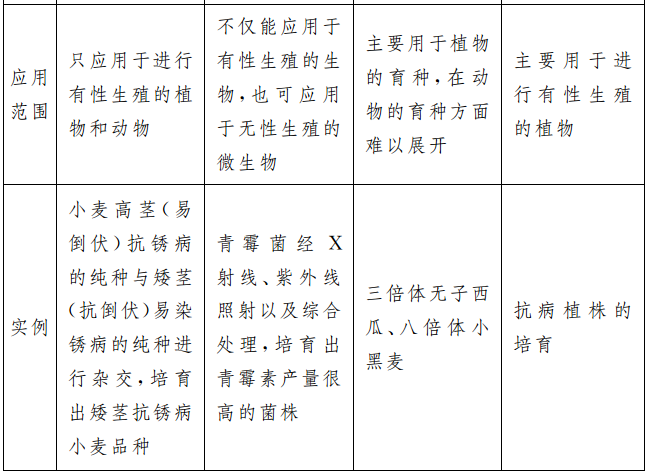 应用
范围
只应用于进行
有性生殖的植
物和动物
不仅能应用于
有性生殖的生
物,也可应用
于无性生殖的
微生物
主要用于植物
的育种,在动
物的育种方面
难以展开
主要用于进
行有性生殖
的植物
实例
小麦高茎(易
倒伏)抗锈病
的纯种与矮茎
(抗倒伏)易染
锈病的纯种进
行杂交,培育
出矮茎抗锈病
小麦品种
青霉菌经X
射线、紫外线
照射以及综合
处理,培育出
青霉素产量很
高的菌株
三倍体无子西
瓜、八倍体小
黑麦
抗病植株的
培育